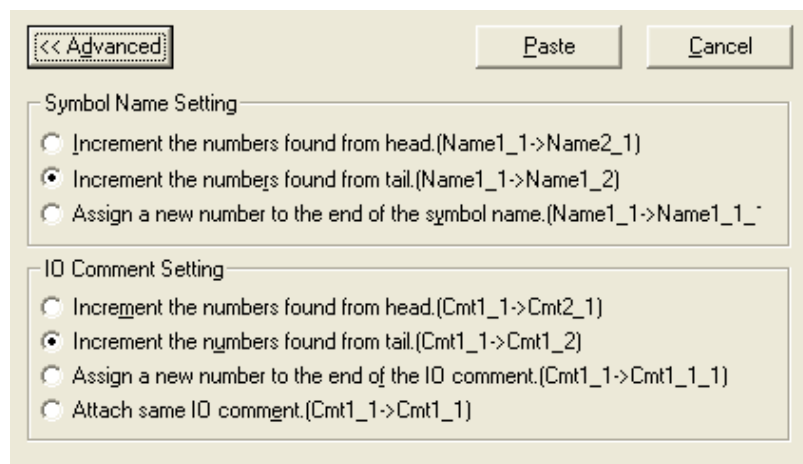 << Advanced
Paste
Cancel
Symbol Name Setting
Increment the numbers found from head.(Name1_1->Name2_1)
Increment the numbers found from tail.(Name1_1->Name1_2)
Assign a new number to the end of the symbol name.(Name1_1->Name1_1_
IO Comment Setting
Increment the numbers found from head.(Cmt1_1->Cmt2_1)
Increment the numbers found from tail.(Cmt1_1->Cmt1_2)
Assign a new number to the end of the IO comment.(Cmt1_1->Cmt1_1_1)
Attach same IO comment.(Cmt1_1->Cmt1_1)